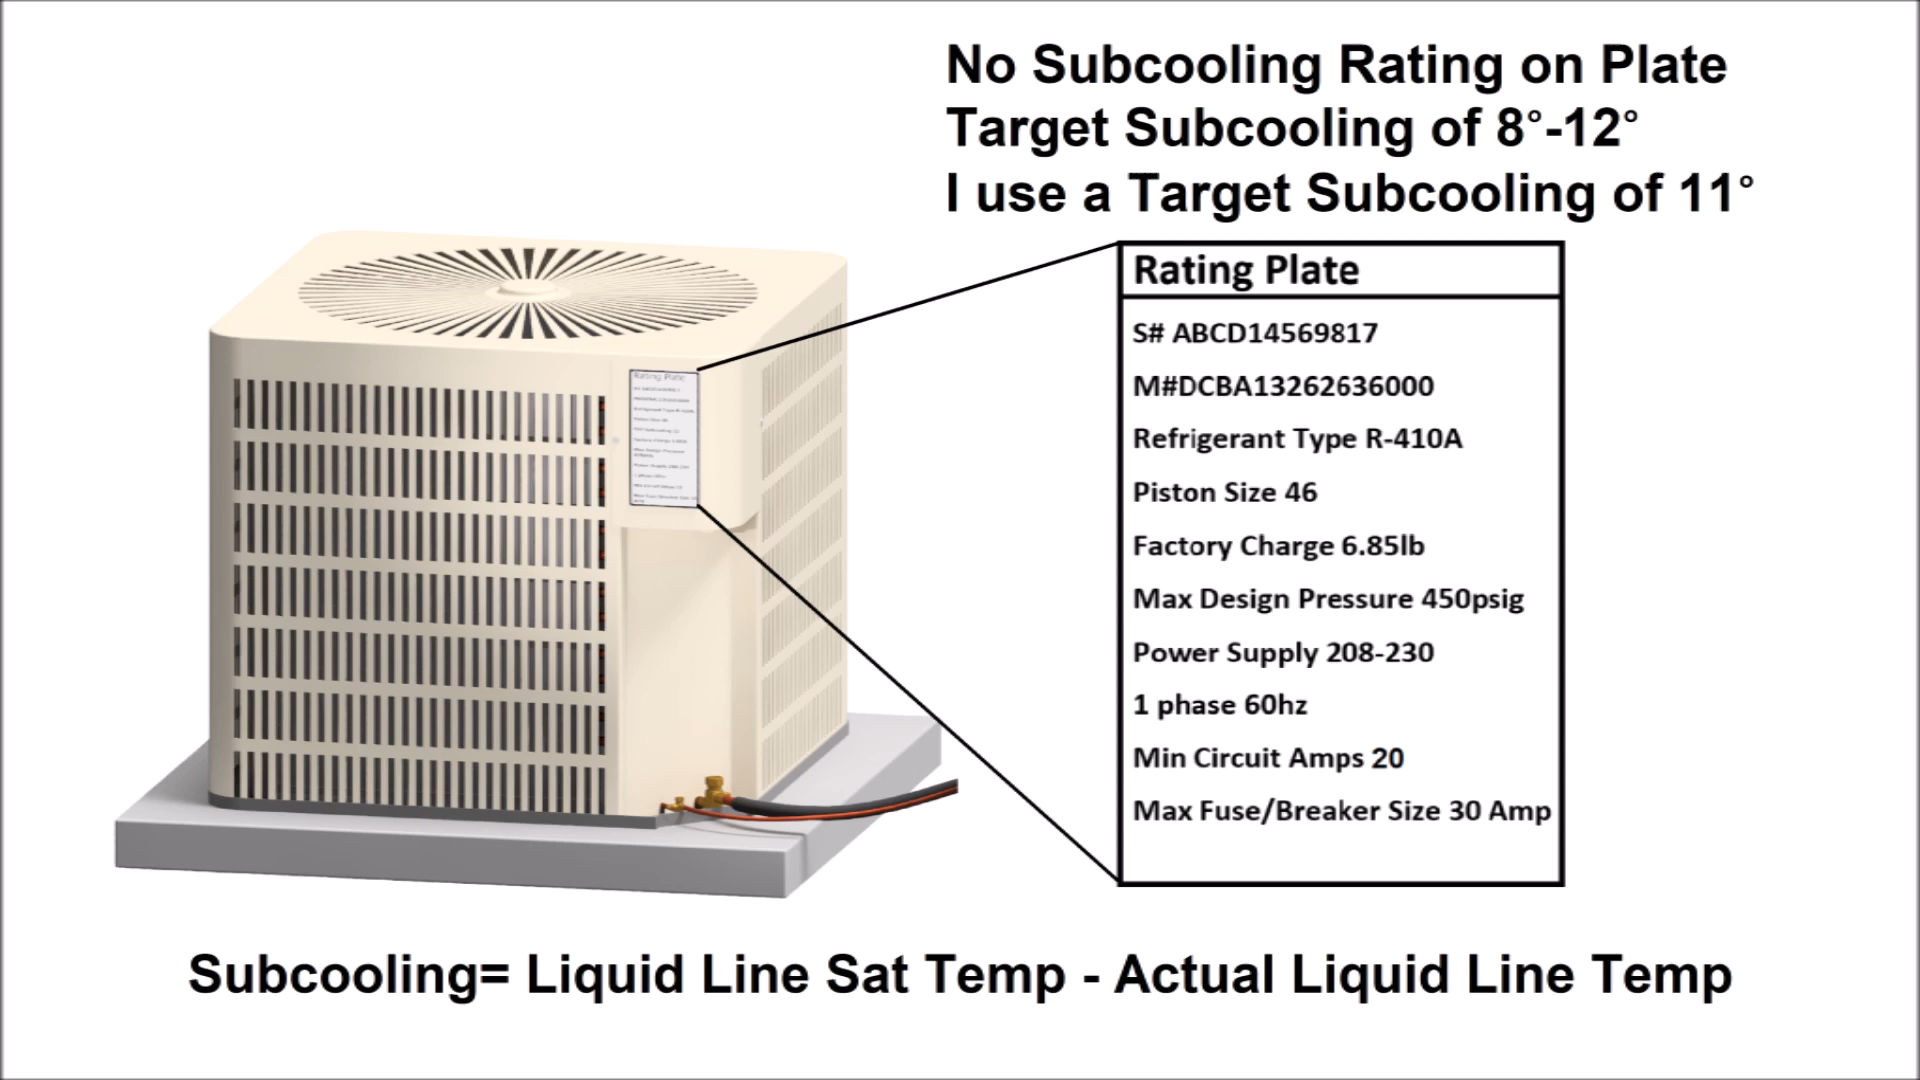 No Subcooling Rating on Plate
Target Subcooling of 8°-12°
I use a Target Subcooling of 11°
Rating Plate
S# ABCD14569817
M#DCBA13262636000
Refrigerant Type R-410A
Piston Size 46
Factory Charge 6.85lb
Max Design Pressure 450psig
Power Supply 208-230
1 phase 60hz
Min Circuit Amps 20
Max Fuse/Breaker Size 30 Amp
Rating Plate
Subcooling= Liquid Line Sat Temp - Actual Liquid Line Temp